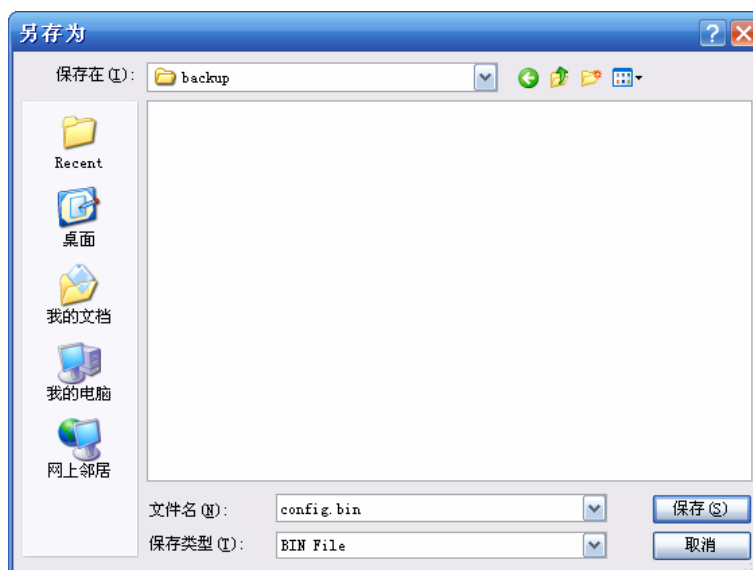 另存为
保存在(I):
backup
Recent
桌面
我的文档
我的电脑
网上邻居
文件名(N):
config.bin
保存(S)
保存类型(T):
BIN File
取消